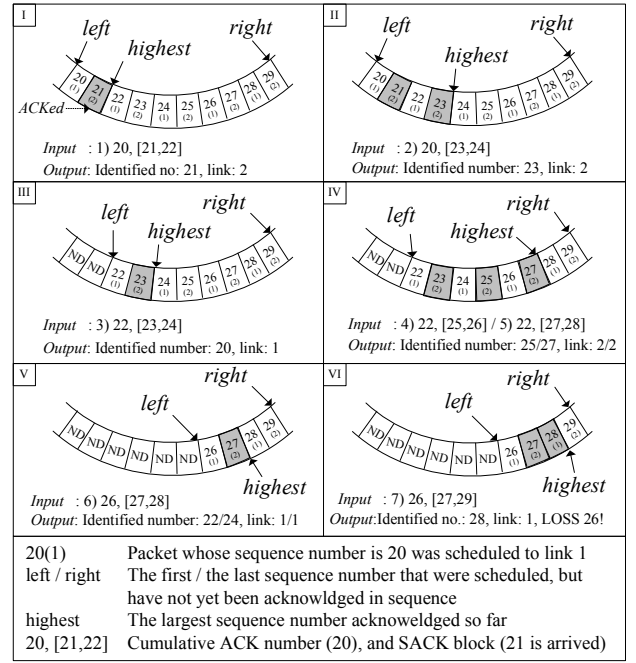 I
left
highest
right
20 (1) 21 (2) 22 (1) 23 (2) 24 (1) 25 (2) 26 (1) 27 (2) 28 (1) 29 (2)
ACKed
Input : 1) 20, [21,22]
Output: Identified no: 21, link: 2
II
left
highest
right
20 (1) 21 (2) 22 (1) 23 (2) 24 (1) 25 (2) 26 (1) 27 (2) 28 (1) 29 (2)
Input : 2) 20, [23,24]
Output: Identified number: 23, link: 2
III
left
highest
right
ND ND 22 (1) 23 (2) 24 (1) 25 (2) 26 (1) 27 (2) 28 (1) 29 (2)
Input : 3) 22, [23,24]
Output: Identified number: 20, link: 1
IV
left
highest
right
ND ND 22 (1) 23 (2) 24 (1) 25 (2) 26 (1) 27 (2) 28 (1) 29 (2)
Input : 4) 22, [25,26] / 5) 22, [27,28]
Output: Identified number: 25/27, link: 2/2
V
left
right
ND ND ND ND ND ND 26 (1) 27 (2) 28 (1) 29 (2)
highest
Input : 6) 26, [27,28]
Output: Identified number: 22/24, link: 1/1
VI
left
right
ND ND ND ND ND ND 26 (1) 27 (2) 28 (1) 29 (2)
highest
Input : 7) 26, [27,29]
Output:Identified no.: 28, link: 1, LOSS 26!
20(1) Packet whose sequence number is 20 was scheduled to link 1
left / right The first / the last sequence number that were scheduled, but
have not yet been acknowldged in sequence
highest The largest sequence number acknoweldged so far
20, [21,22] Cumulative ACK number (20), and SACK block (21 is arrived)